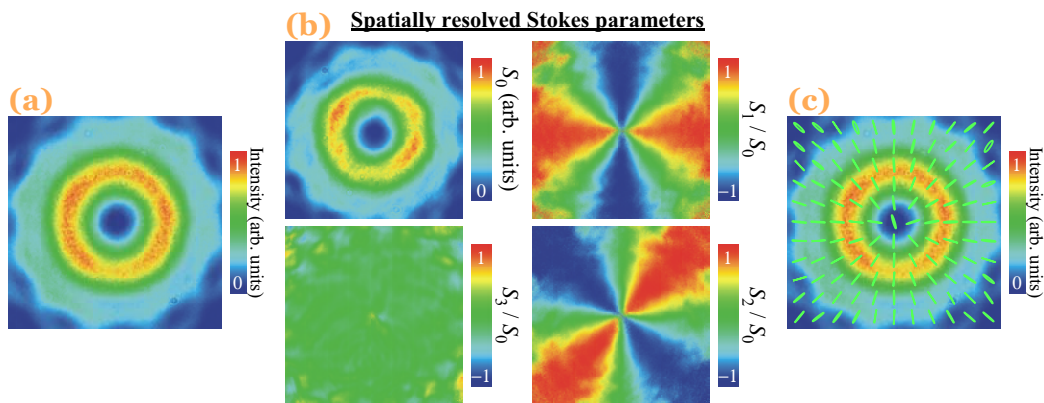 Spatially resolved Stokes parameters
(a)
1
0
Intensity (arb. units)
(b)
1
0
S₀ (arb. units)
1
−1
S₁ / S₀
1
−1
S₃ / S₀
1
−1
S₂ / S₀
(c)
1
0
Intensity (arb. units)